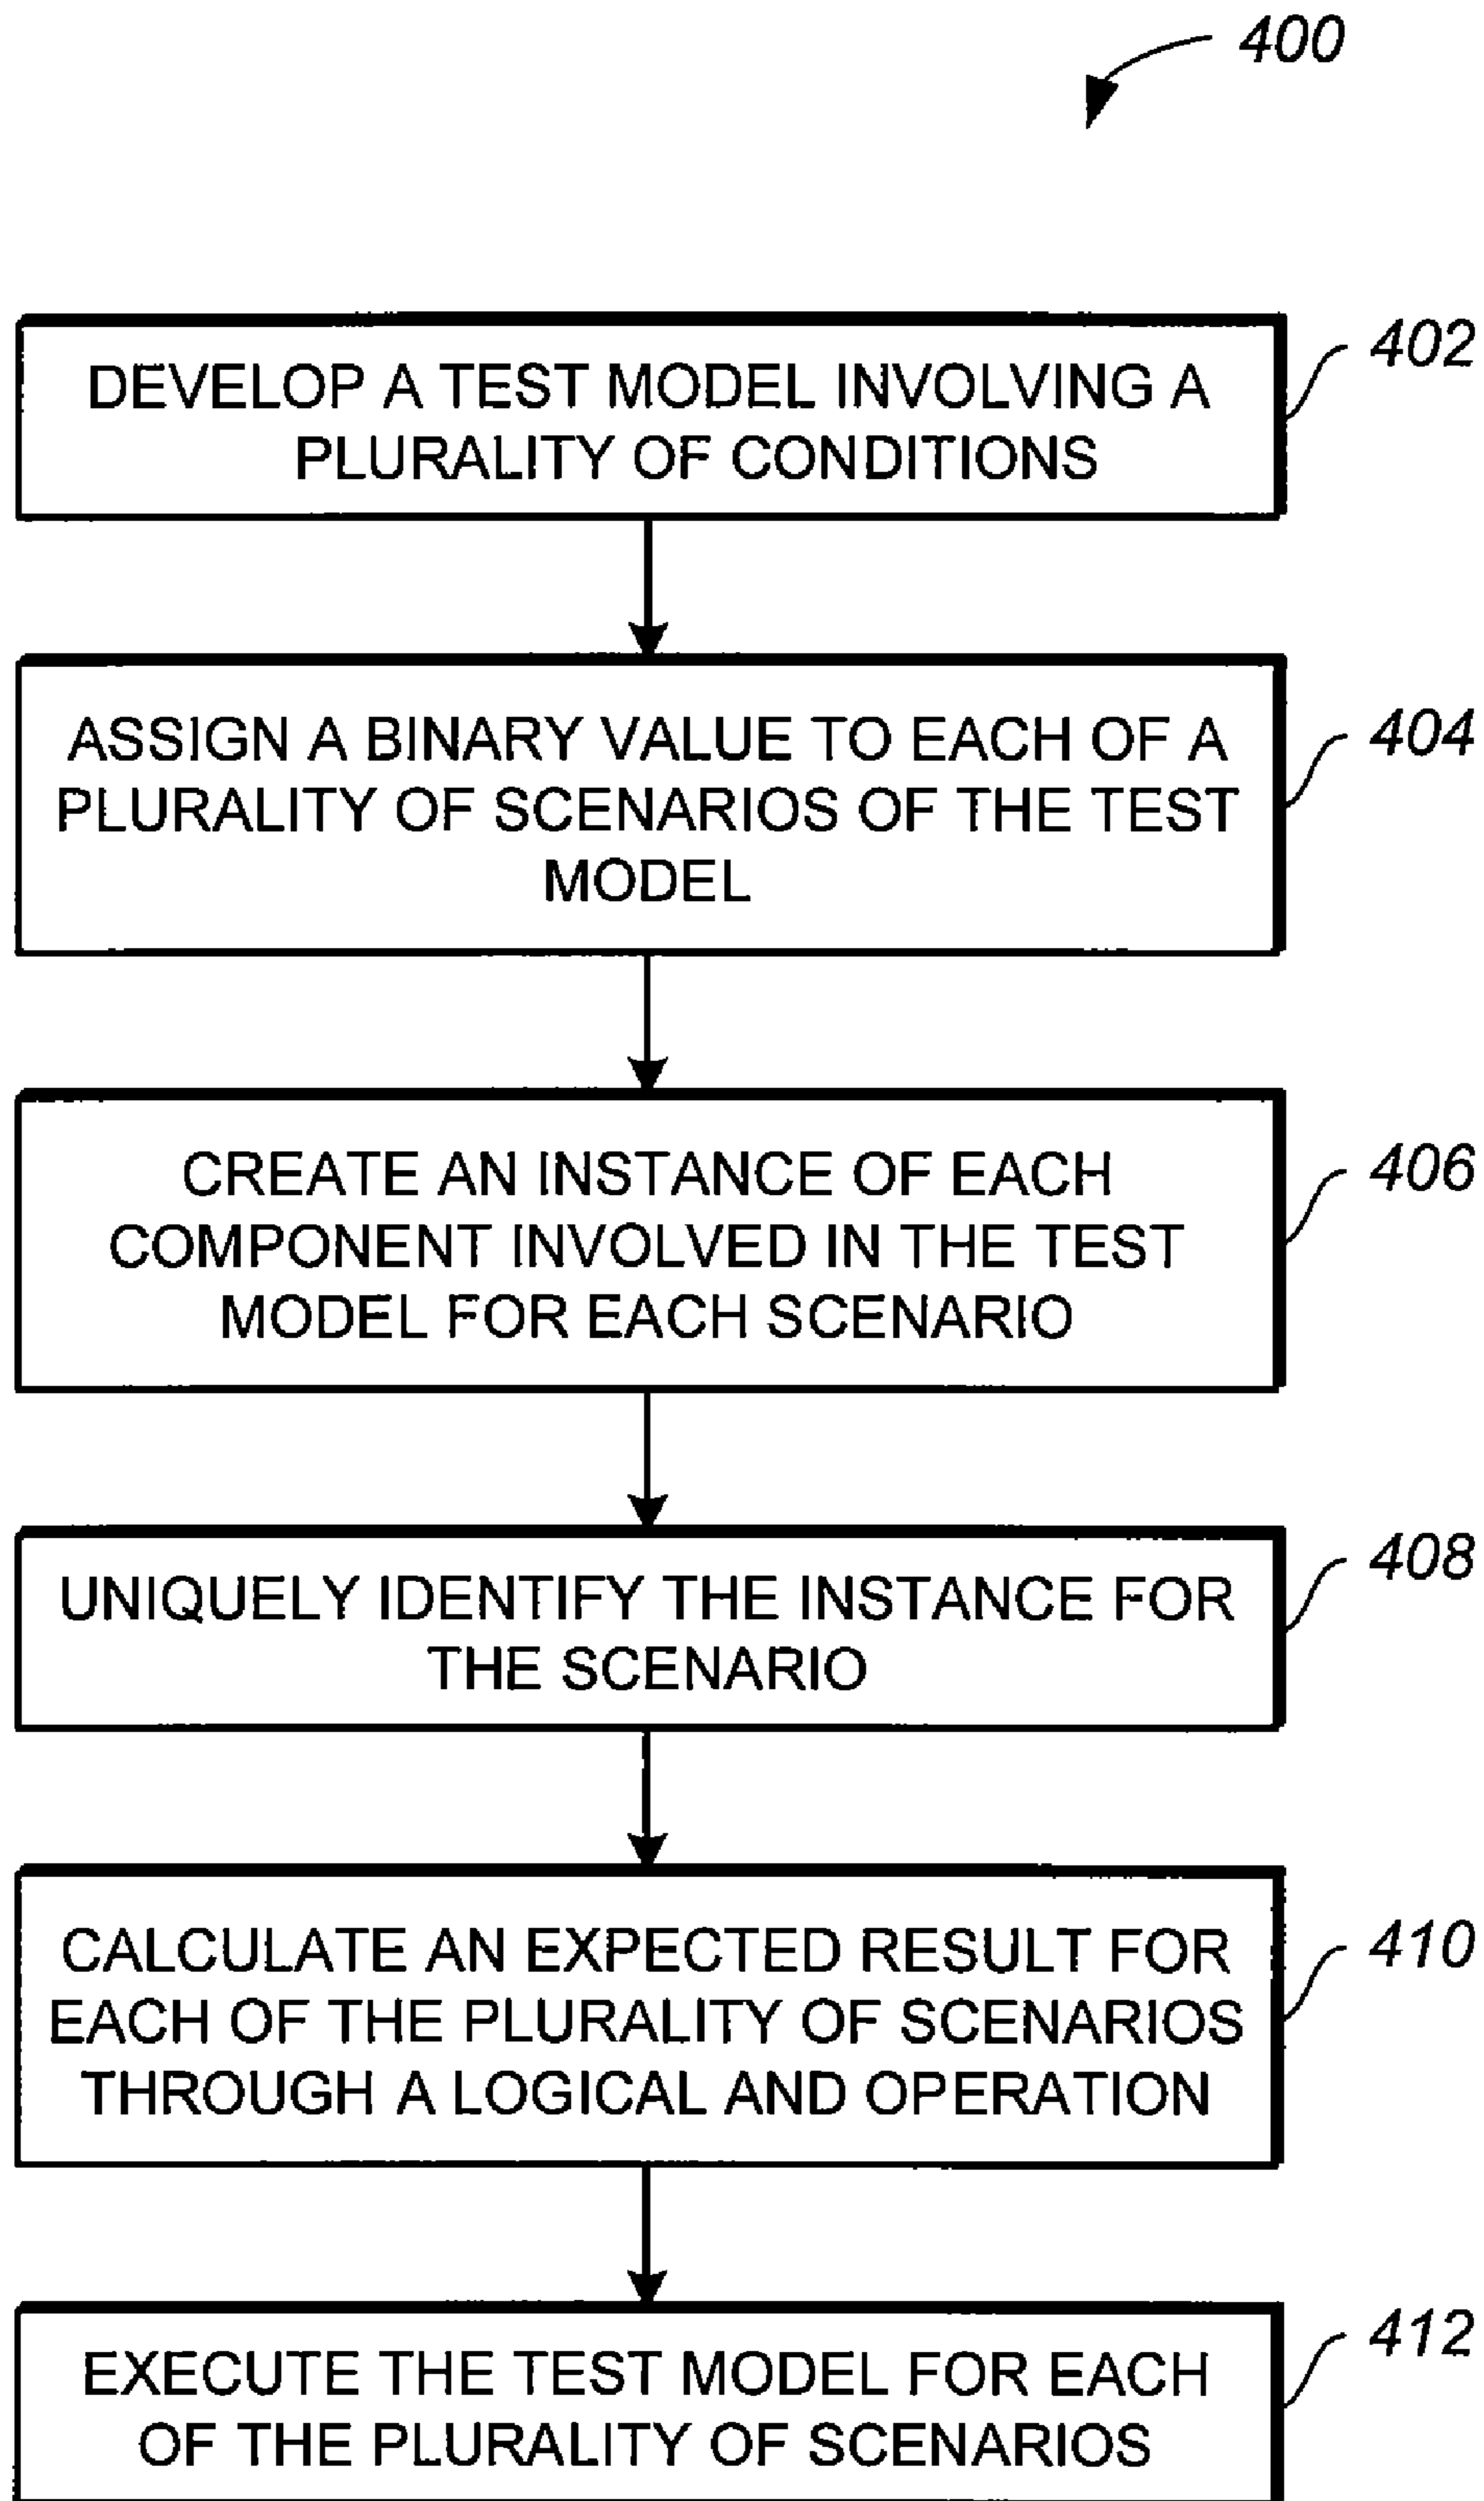 400
DEVELOP A TEST MODEL INVOLVING A
PLURALITY OF CONDITIONS
402
ASSIGN A BINARY VALUE TO EACH OF A
PLURALITY OF SCENARIOS OF THE TEST
MODEL
404
CREATE AN INSTANCE OF EACH
COMPONENT INVOLVED IN THE TEST
MODEL FOR EACH SCENARIO
406
UNIQUELY IDENTIFY THE INSTANCE FOR
THE SCENARIO
408
CALCULATE AN EXPECTED RESULT FOR
EACH OF THE PLURALITY OF SCENARIOS
THROUGH A LOGICAL AND OPERATION
410
EXECUTE THE TEST MODEL FOR EACH
OF THE PLURALITY OF SCENARIOS
412